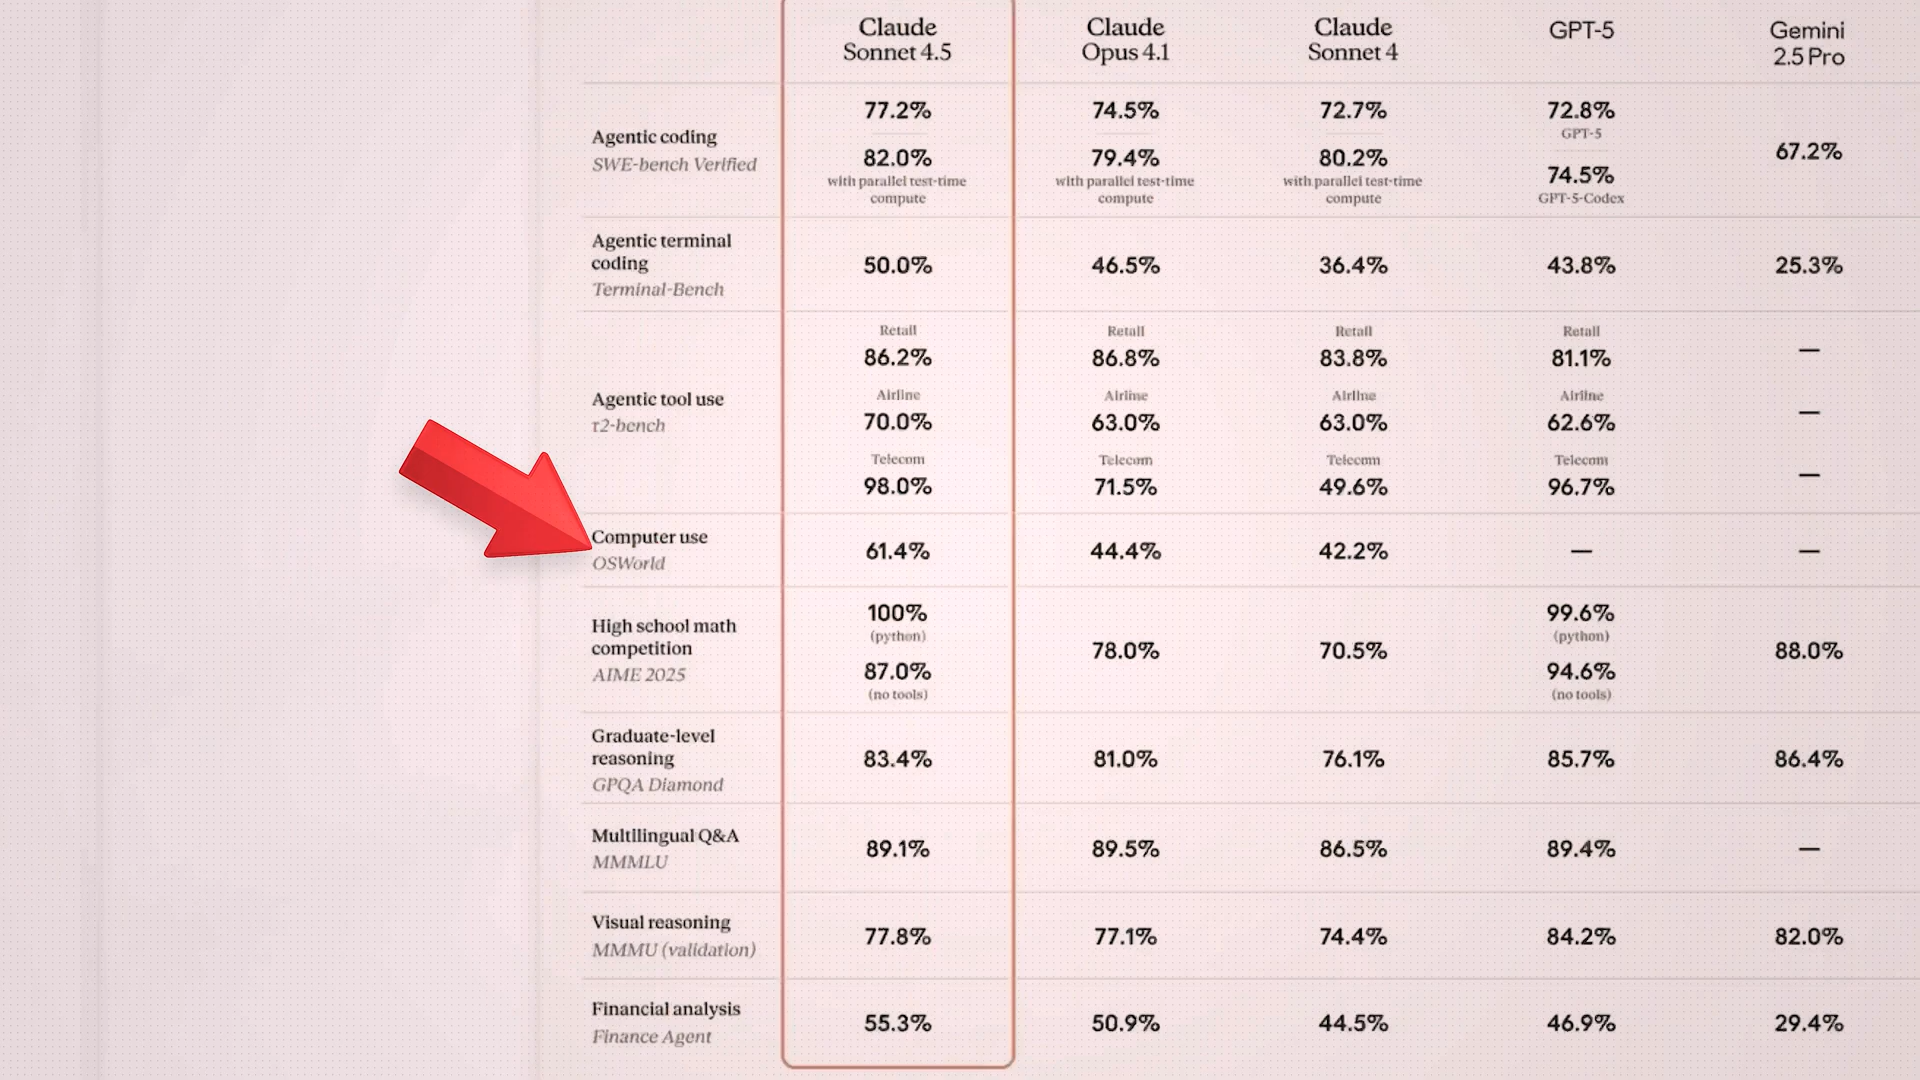 Claude
Sonnet 4.5
Claude
Opus 4.1
Claude
Sonnet 4
GPT-5
Gemini
2.5 Pro
Agentic coding
SWE-bench Verified
77.2%
82.0%
with parallel test-time
compute
74.5%
79.4%
with parallel test-time
compute
72.7%
80.2%
with parallel test-time
compute
72.8%
GPT-5
74.5%
GPT-5-Codex
67.2%
Agentic terminal
coding
Terminal-Bench
50.0%
46.5%
36.4%
43.8%
25.3%
Agentic tool use
τ2-bench
Retail
86.2%
Airline
70.0%
Telecom
98.0%
Retail
86.8%
Airline
63.0%
Telecom
71.5%
Retail
83.8%
Airline
63.0%
Telecom
49.6%
Retail
81.1%
Airline
62.6%
Telecom
96.7%
—
—
—
Computer use
OSWorld
61.4%
44.4%
42.2%
—
—
High school math
competition
AIME 2025
100%
(python)
87.0%
(no tools)
78.0%
70.5%
99.6%
(python)
94.6%
(no tools)
88.0%
Graduate-level
reasoning
GPQA Diamond
83.4%
81.0%
76.1%
85.7%
86.4%
Multilingual Q&A
MMMLU
89.1%
89.5%
86.5%
89.4%
—
Visual reasoning
MMMU (validation)
77.8%
77.1%
74.4%
84.2%
82.0%
Financial analysis
Finance Agent
55.3%
50.9%
44.5%
46.9%
29.4%